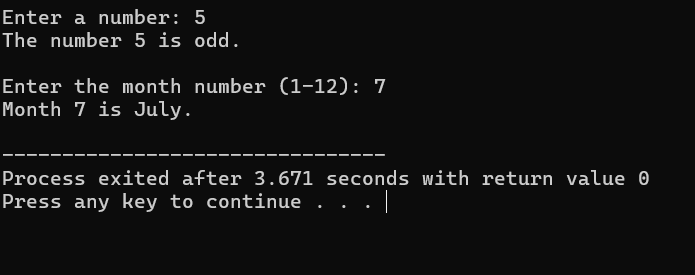 Enter a number: 5
The number 5 is odd.
Enter the month number (1-12): 7
Month 7 is July.
--------------------------------
Process exited after 3.671 seconds with return value 0
Press any key to continue . . .